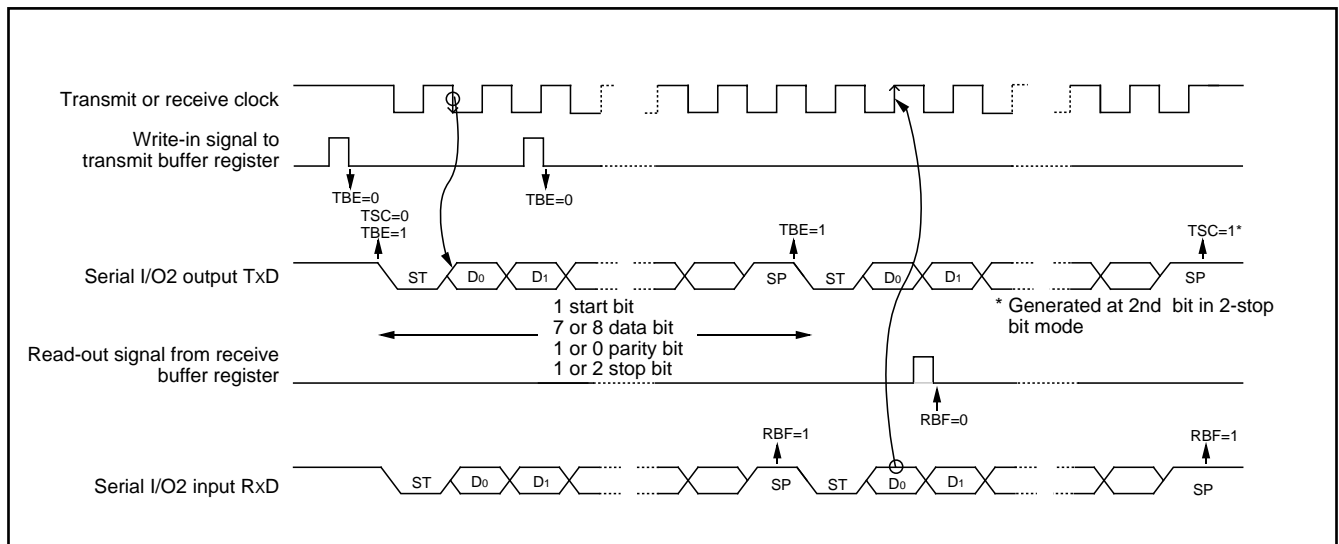 Transmit or receive clock
Write-in signal to
transmit buffer register
TBE=0
TSC=0
TBE=1
TBE=0
TBE=1
TSC=1*
Serial I/O2 output TxD
ST D0 D1 SP ST D0 D1 SP
* Generated at 2nd bit in 2-stop
bit mode
1 start bit
7 or 8 data bit
1 or 0 parity bit
1 or 2 stop bit
Read-out signal from receive
buffer register
RBF=0
RBF=1
RBF=1
Serial I/O2 input RxD
ST D0 D1 SP ST D0 D1 SP